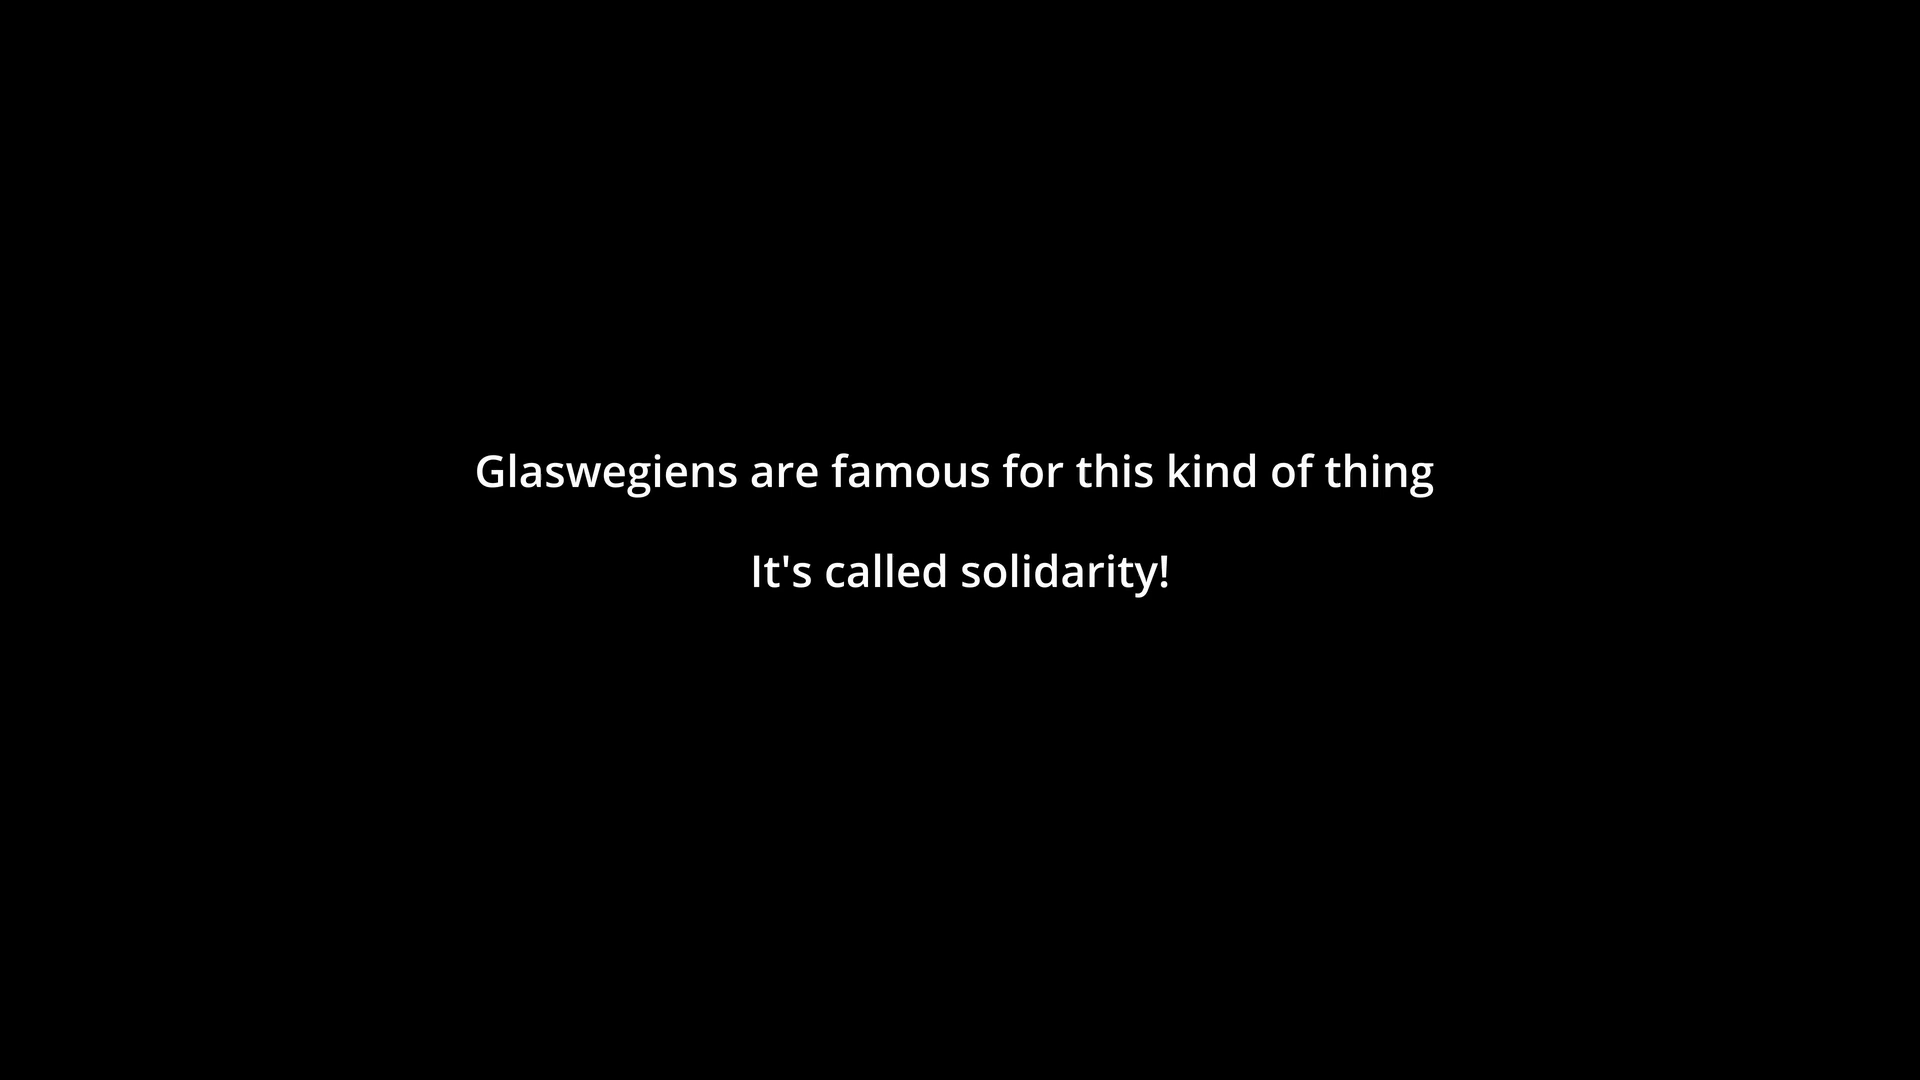 Glaswegiens are famous for this kind of thing
It's called solidarity!